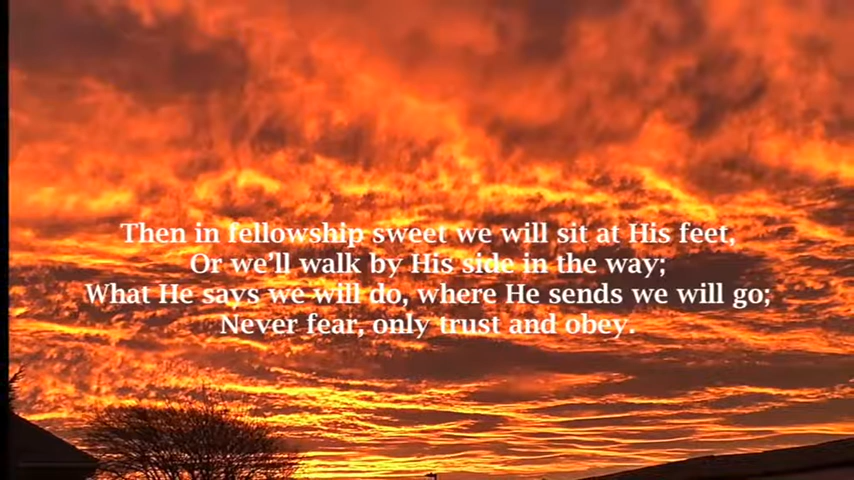 Then in fellowship sweet we will sit at His feet,
Or we'll walk by His side in the way;
What He says we will do, where He sends we will go;
Never fear, only trust and obey.